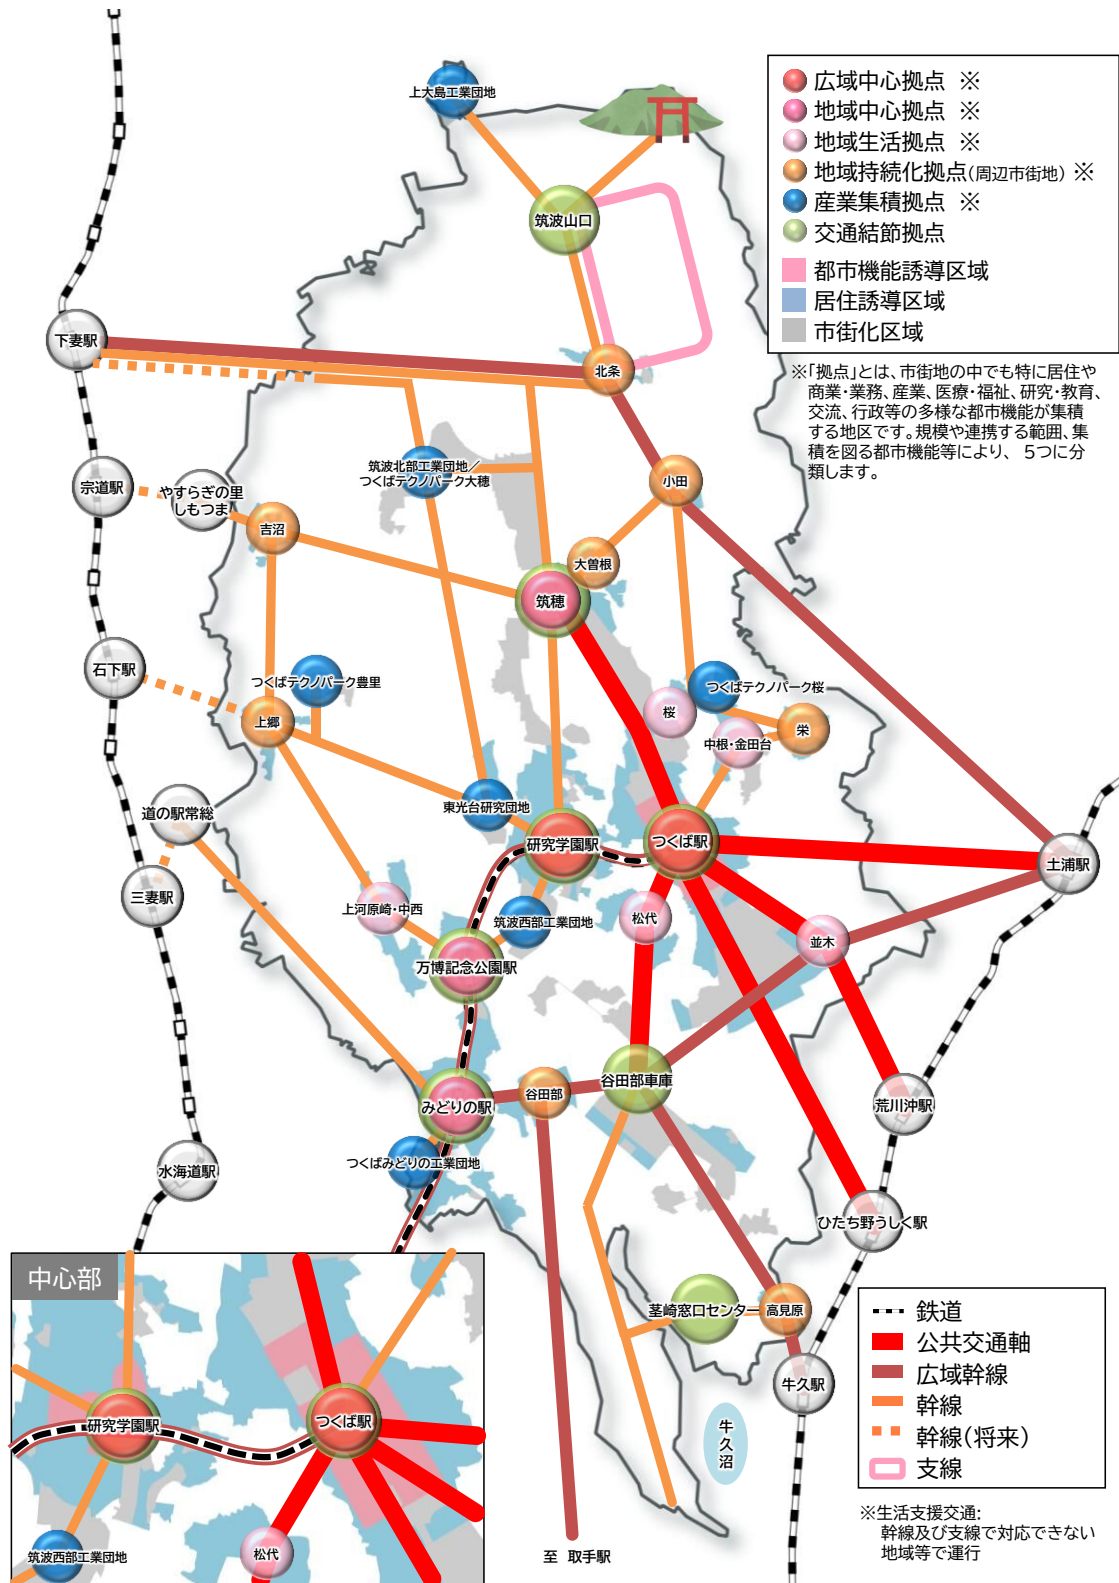 広域中心拠点 ※
地域中心拠点 ※
地域生活拠点 ※
地域持続化拠点(周辺市街地) ※
産業集積拠点 ※
交通結節拠点
都市機能誘導区域
居住誘導区域
市街化区域
※「拠点」とは、市街地の中でも特に居住や
商業・業務、産業、医療・福祉、研究・教育、
交流、行政等の多様な都市機能が集積
する地区です。規模や連携する範囲、集
積を図る都市機能等により、5つに分
類します。
上大島工業団地
筑波山口
下妻駅
北条
筑波北部工業団地／
つくばテクノパーク大穂
小田
宗道駅
やすらぎの里
しもつま
吉沼
大曽根
筑穂
石下駅
つくばテクノパーク豊里
上郷
つくばテクノパーク桜
桜
中根・金田台
栄
道の駅常総
東光台研究団地
研究学園駅
つくば駅
土浦駅
三妻駅
上河原崎・中西
筑波西部工業団地
松代
並木
万博記念公園駅
谷田部車庫
みどりの駅
谷田部
荒川沖駅
つくばみどりの工業団地
水海道駅
ひたち野うしく駅
茎崎窓口センター
高見原
牛久駅
牛久沼
至 取手駅
中心部
研究学園駅
つくば駅
筑波西部工業団地
松代
鉄道
公共交通軸
広域幹線
幹線
幹線(将来)
支線
※生活支援交通:
幹線及び支線で対応できない
地域等で運行